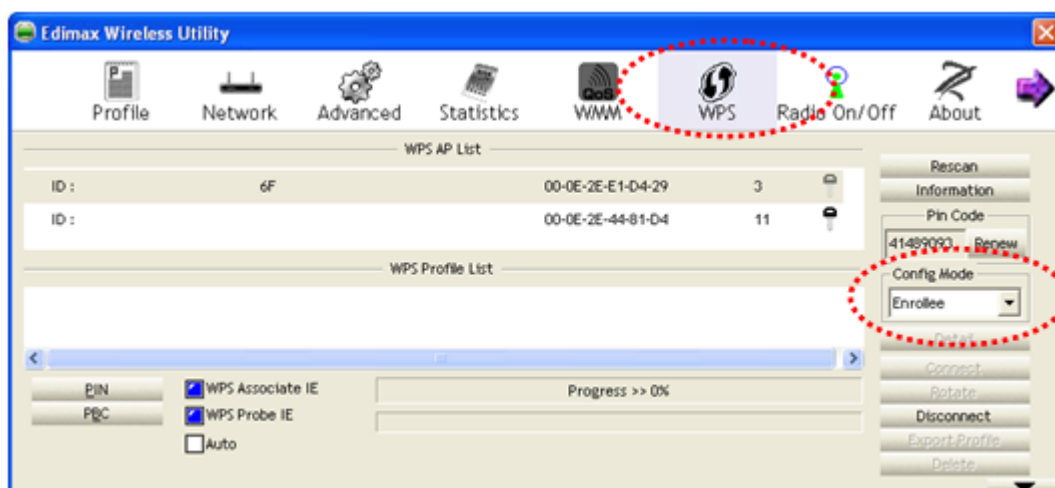 Edimax Wireless Utility
Profile Network Advanced Statistics QoS WMM WPS Radio On/Off About
WPS AP List
ID : 6F 00-0E-2E-E1-D4-29 3
ID : 00-0E-2E-44-81-D4 11
Rescan
Information
Pin Code
41489093 Renew
WPS Profile List
Config Mode
Enrollee
Detail
Connect
Rotate
Disconnect
Export Profile
Delete
PIN
PBC
WPS Associate IE
WPS Probe IE
Auto
Progress >> 0%